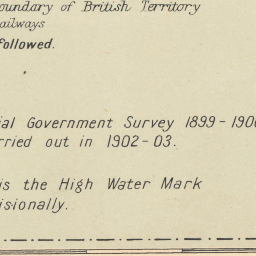 oundary of British Territory
ailways
followed.
ial Government Survey 1899-190
rried out in 1902-03.
is the High Water Mark
isionally.